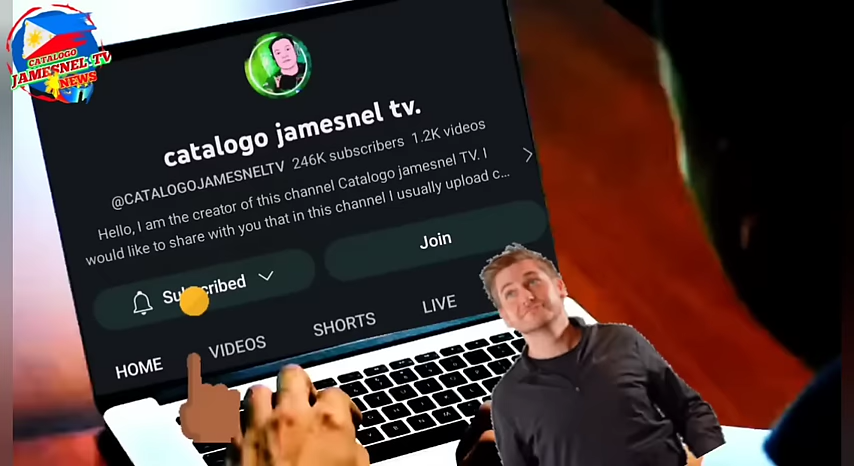 CATALOGO
JAMESNEL TV
NEWS
catalogo jamesnel tv.
@CATALOGOJAMESNELTV 246K subscribers 1.2K videos
Hello, I am the creator of this channel Catalogo jamesnel TV. I
would like to share with you that in this channel I usually upload c...
Subscribed
Join
HOME
VIDEOS
SHORTS
LIVE